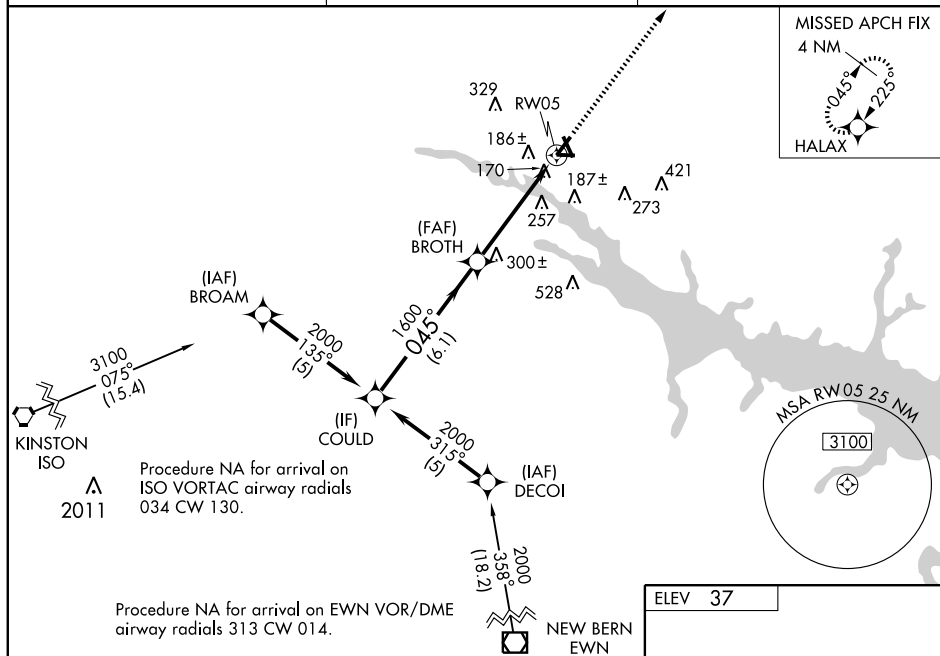 MISSED APCH FIX
4 NM
045°
225°
HALAX
329
RW05
186±
170
187±
421
273
257
(FAF)
BROTH
300±
528
(IAF)
BROAM
2000
135°
(5)
1600
045°
(6.1)
3100
075°
(15.4)
KINSTON
ISO
(IF)
COULD
2000
315°
(5)
(IAF)
DECOI
MSA RW05 25 NM
3100
2011
Procedure NA for arrival on
ISO VORTAC airway radials
034 CW 130.
2000
358°
(18.2)
Procedure NA for arrival on EWN VOR/DME
airway radials 313 CW 014.
NEW BERN
EWN
ELEV 37